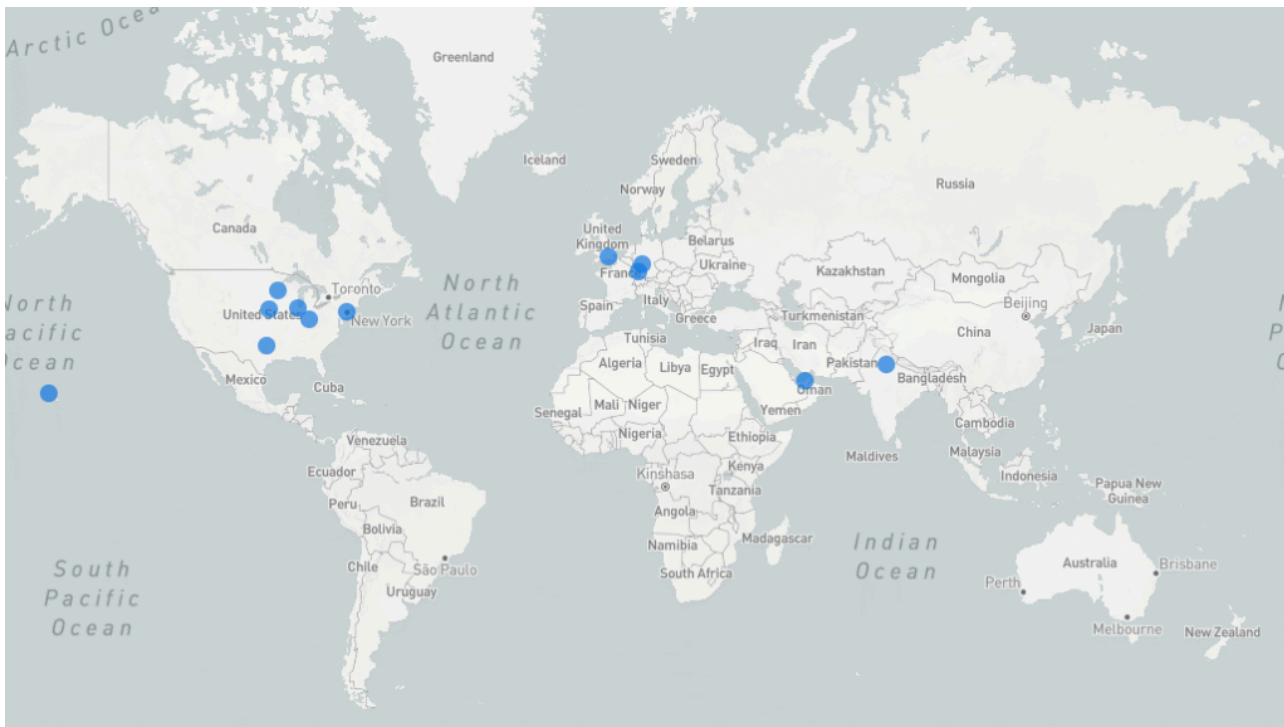 Arctic Ocea
Greenland
Iceland
Sweden
Norway
Russia
Canada
United
Kingdom
Belarus
Ukraine
France
Kazakhstan
Mongolia
North
Atlantic
Ocean
North
acific
Ocean
Toronto
United States
New York
Spain
Italy
Greece
Turkmenistan
Beijing
China
Japan
Tunisia
Iraq
Iran
Pakistan
Algeria
Libya
Egypt
Mexico
Cuba
Oman
Bangladesh
Senegal
Mali
Niger
Yemen
Cambodia
Nigeria
Ethiopia
Venezuela
Maldives
Malaysia
Ecuador
Kinshasa
Kenya
Indonesia
Papua New
Guinea
Peru
Brazil
Tanzania
Angola
Bolivia
Namibia
Madagascar
Indian
Ocean
South
Pacific
Ocean
Chile
São Paulo
South Africa
Uruguay
Australia
Brisbane
Perth
Melbourne
New Zealand
P
O